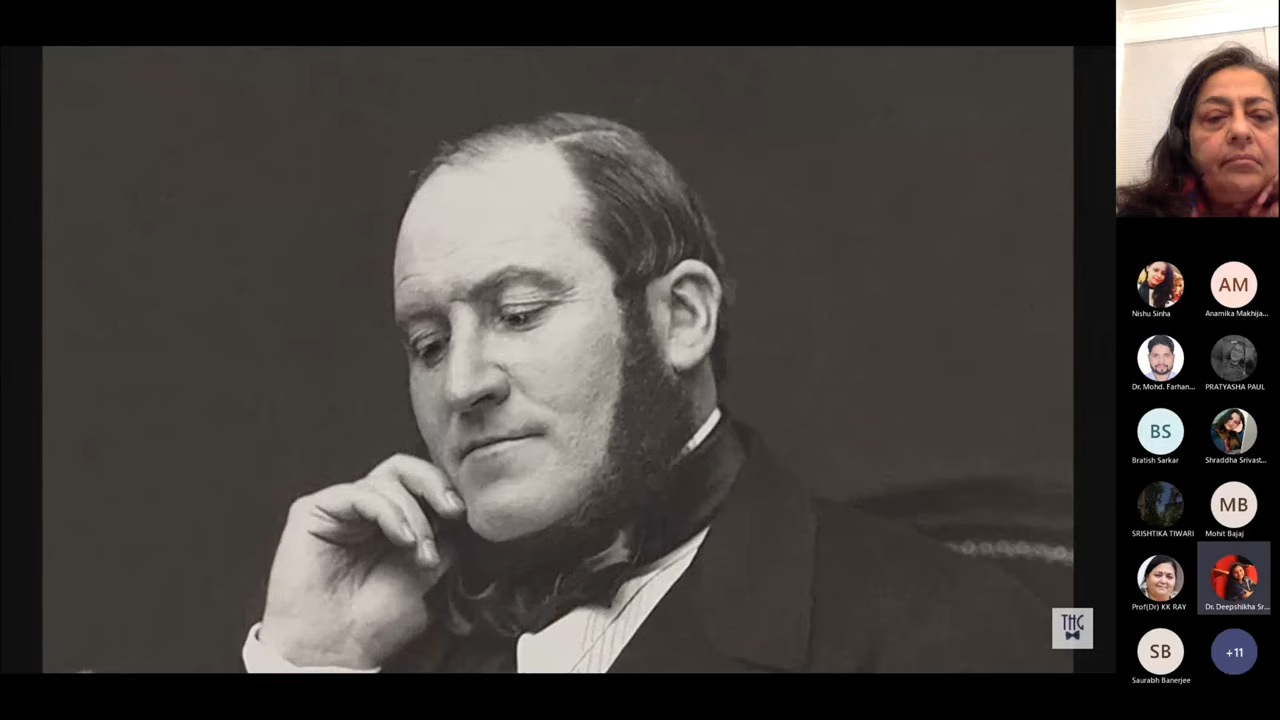 Nishu Sinha
AM
Anamika Makhija...
Dr. Mohd. Farhan...
PRATYASHA PAUL
BS
Bratish Sarkar
Shraddha Srivast...
SRISHTIKA TIWARI
MB
Mohit Bajaj
Prof(Dr) KK RAY
Dr. Deepshikha Sr...
SB
Saurabh Banerjee
+11
THG